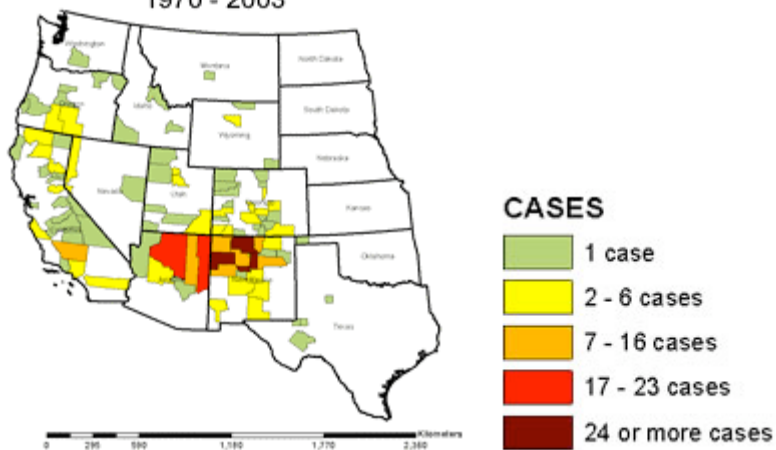 1970 - 2003
Washington
Montana
North Dakota
Oregon
Idaho
South Dakota
Wyoming
Nebraska
Nevada
Utah
Kansas
Oklahoma
Texas
CASES
1 case
2 - 6 cases
7 - 16 cases
17 - 23 cases
24 or more cases
Kilometers
0 295 590 1,180 1,770 2,360